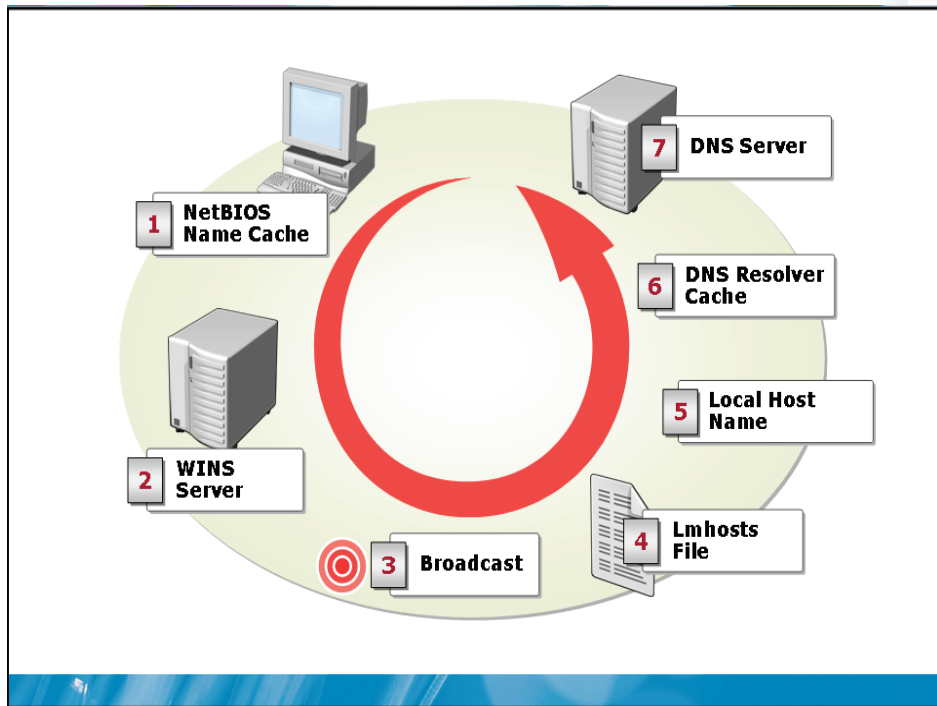 1
NetBIOS
Name Cache
2
WINS
Server
3
Broadcast
4
Lmhosts
File
5
Local Host
Name
6
DNS Resolver
Cache
7
DNS Server